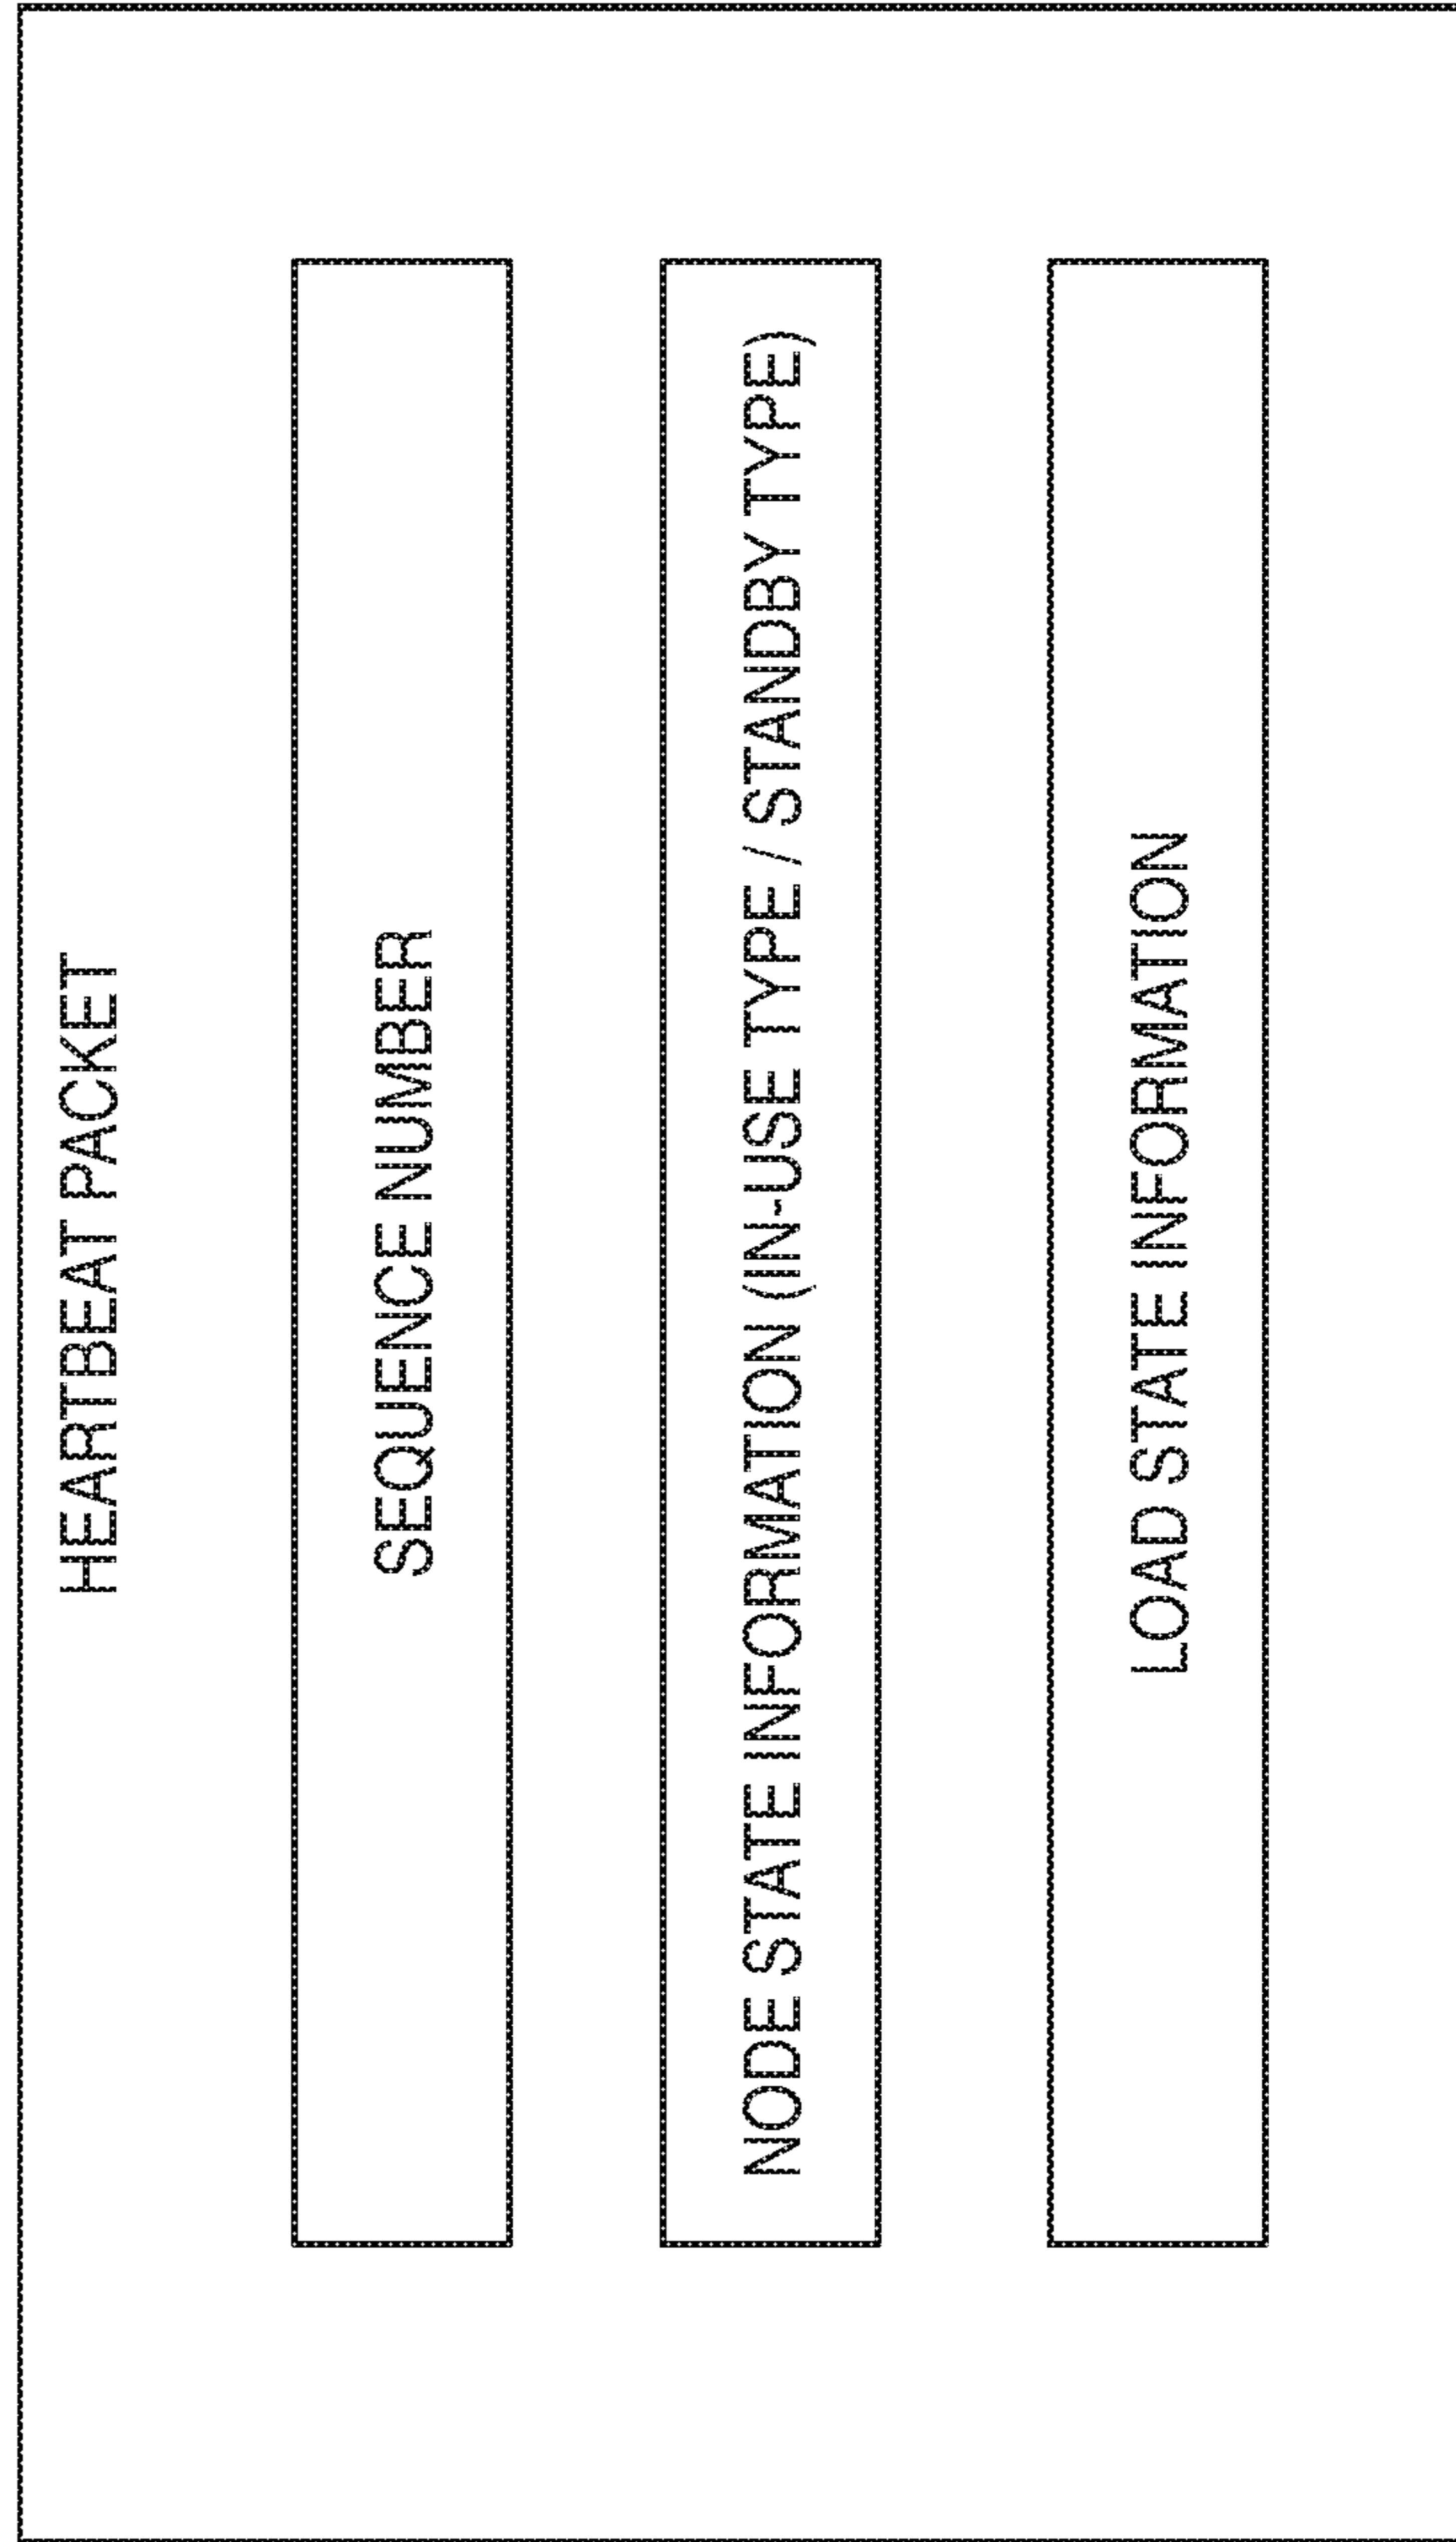 HEARTBEAT PACKET
SEQUENCE NUMBER
NODE STATE INFORMATION (IN-USE TYPE / STANDBY TYPE)
LOAD STATE INFORMATION